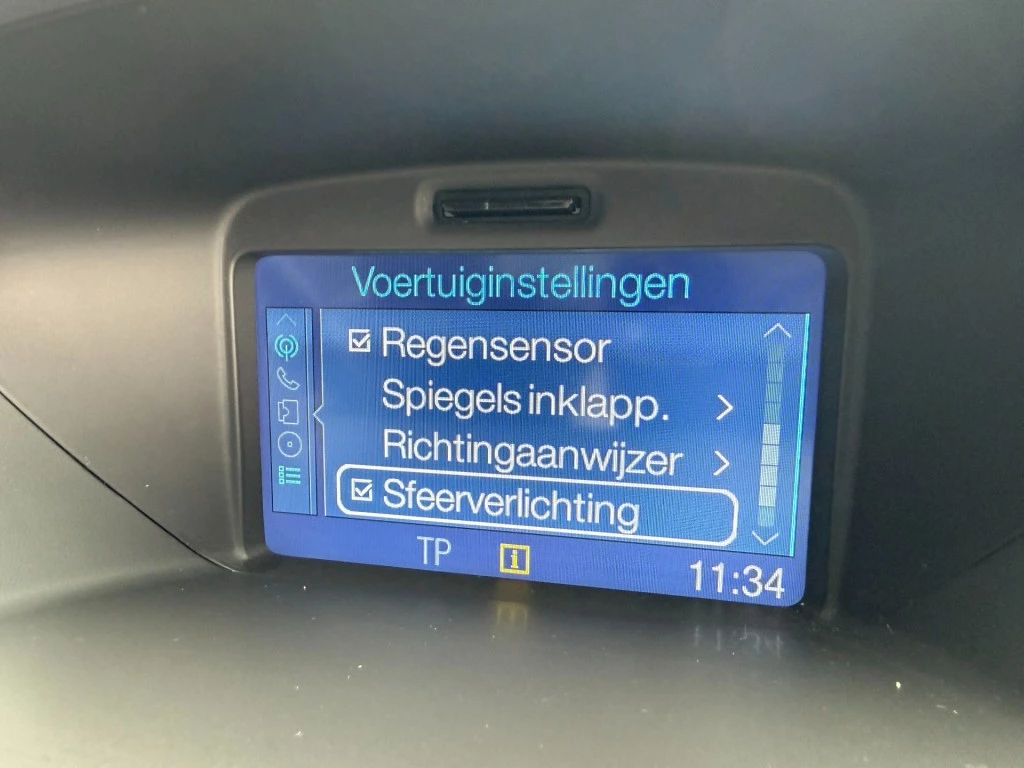 Voertuiginstellingen
Regensensor
Spiegels inklapp.
Richtingaanwijzer
Sfeerverlichting
TP i 11:34